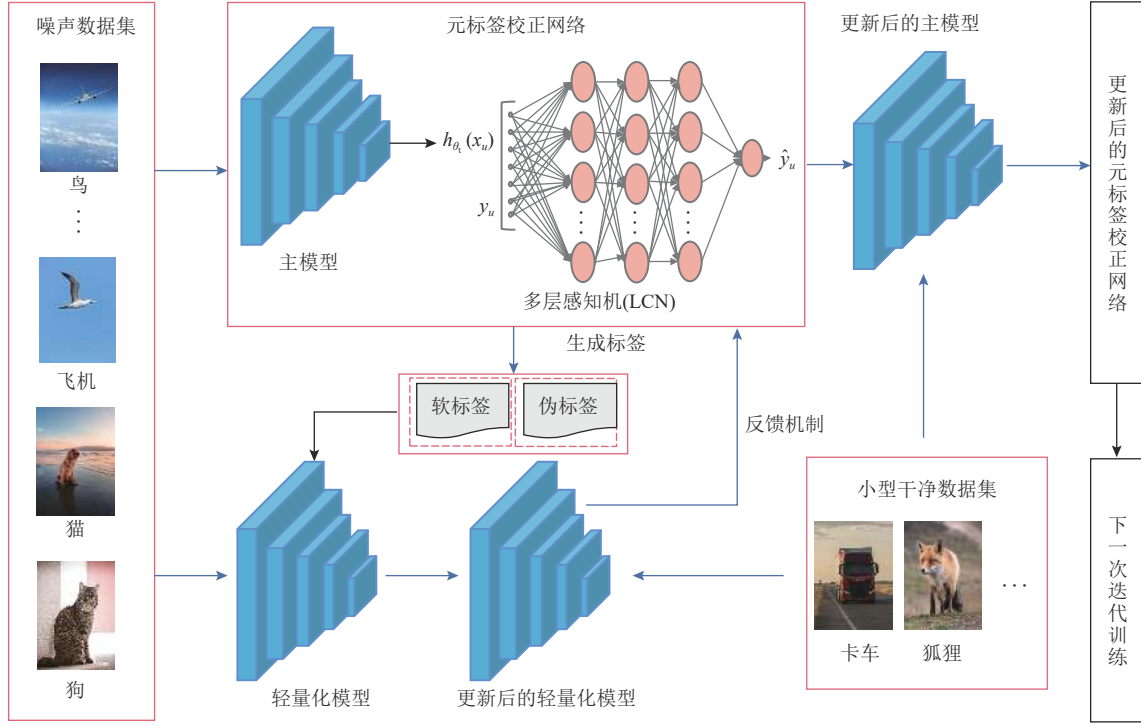 噪声数据集
鸟
⋮
飞机
猫
狗
元标签校正网络
主模型
h_{θ_t}(x_u)
y_u
ŷ_u
多层感知机(LCN)
更新后的主模型
更新后的元标签校正网络
生成标签
软标签
伪标签
反馈机制
轻量化模型
更新后的轻量化模型
小型干净数据集
卡车
狐狸
···
下一次迭代训练